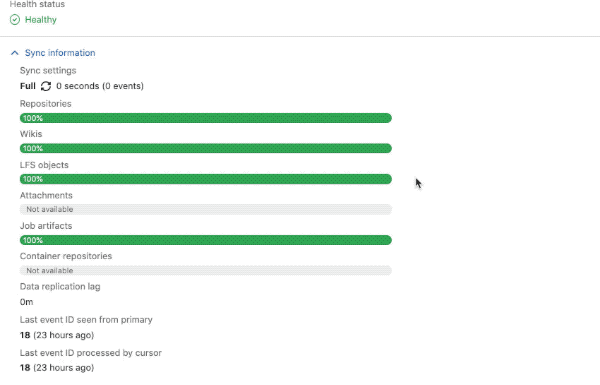 Health status
Healthy
Sync information
Sync settings
Full 0 seconds (0 events)
Repositories
100%
Wikis
100%
LFS objects
100%
Attachments
Not available
Job artifacts
100%
Container repositories
Not available
Data replication lag
0m
Last event ID seen from primary
18 (23 hours ago)
Last event ID processed by cursor
18 (23 hours ago)